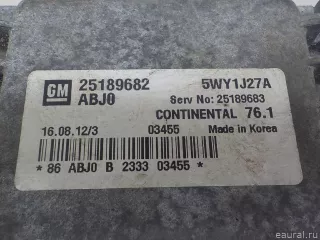 GM 25189682 5WY1J27A
ABJ0 Serv No: 25189683
CONTINENTAL 76.1
16.08.12/3 03455 Made in Korea
* 86 ABJ0 B 2333 03455 *
eaural.ru